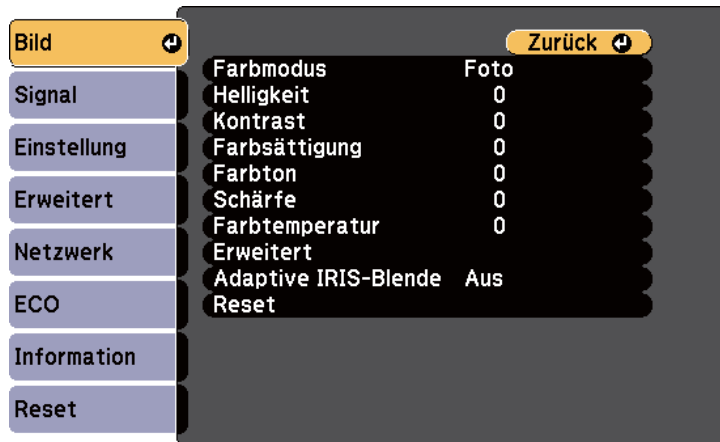 Bild
Signal
Einstellung
Erweitert
Netzwerk
ECO
Information
Reset
Zurück
Farbmodus Foto
Helligkeit 0
Kontrast 0
Farbsättigung 0
Farbton 0
Schärfe 0
Farbtemperatur 0
Erweitert
Adaptive IRIS-Blende Aus
Reset